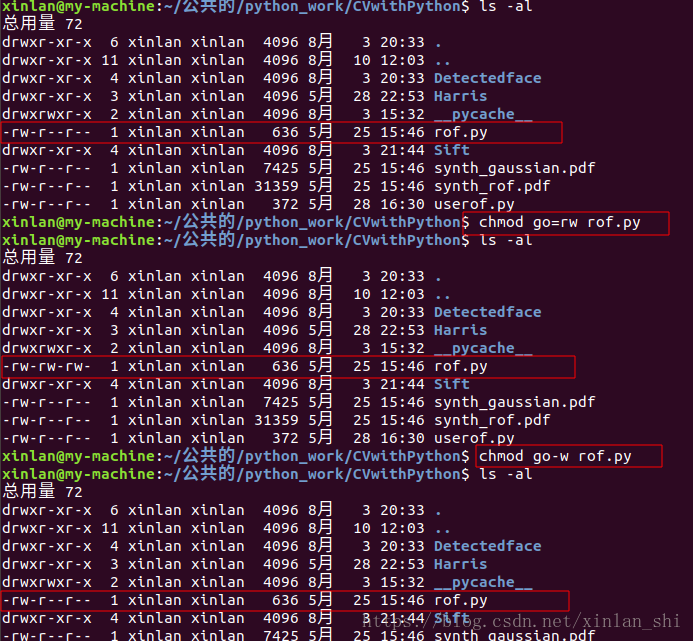 xinlan@my-machine:~/公共的/python_work/CVwithPython$ ls -al
总用量 72
drwxr-xr-x  6 xinlan xinlan  4096 8月   3 20:33 .
drwxr-xr-x 11 xinlan xinlan  4096 8月  10 12:03 ..
drwxr-xr-x  4 xinlan xinlan  4096 8月   3 20:33 Detectedface
drwxr-xr-x  3 xinlan xinlan  4096 5月  28 22:53 Harris
drwxrwxr-x  2 xinlan xinlan  4096 8月   3 15:32 __pycache__
-rw-r--r--  1 xinlan xinlan   636 5月  25 15:46 rof.py
drwxr-xr-x  4 xinlan xinlan  4096 8月   3 21:44 Sift
-rw-r--r--  1 xinlan xinlan  7425 5月  25 15:46 synth_gaussian.pdf
-rw-r--r--  1 xinlan xinlan 31359 5月  25 15:46 synth_rof.pdf
-rw-r--r--  1 xinlan xinlan   372 5月  28 16:30 userof.py
xinlan@my-machine:~/公共的/python_work/CVwithPython$ chmod go=rw rof.py
xinlan@my-machine:~/公共的/python_work/CVwithPython$ ls -al
总用量 72
drwxr-xr-x  6 xinlan xinlan  4096 8月   3 20:33 .
drwxr-xr-x 11 xinlan xinlan  4096 8月  10 12:03 ..
drwxr-xr-x  4 xinlan xinlan  4096 8月   3 20:33 Detectedface
drwxr-xr-x  3 xinlan xinlan  4096 5月  28 22:53 Harris
drwxrwxr-x  2 xinlan xinlan  4096 8月   3 15:32 __pycache__
-rw-rw-rw-  1 xinlan xinlan   636 5月  25 15:46 rof.py
drwxr-xr-x  4 xinlan xinlan  4096 8月   3 21:44 Sift
-rw-r--r--  1 xinlan xinlan  7425 5月  25 15:46 synth_gaussian.pdf
-rw-r--r--  1 xinlan xinlan 31359 5月  25 15:46 synth_rof.pdf
-rw-r--r--  1 xinlan xinlan   372 5月  28 16:30 userof.py
xinlan@my-machine:~/公共的/python_work/CVwithPython$ chmod go-w rof.py
xinlan@my-machine:~/公共的/python_work/CVwithPython$ ls -al
总用量 72
drwxr-xr-x  6 xinlan xinlan  4096 8月   3 20:33 .
drwxr-xr-x 11 xinlan xinlan  4096 8月  10 12:03 ..
drwxr-xr-x  4 xinlan xinlan  4096 8月   3 20:33 Detectedface
drwxr-xr-x  3 xinlan xinlan  4096 5月  28 22:53 Harris
drwxrwxr-x  2 xinlan xinlan  4096 8月   3 15:32 __pycache__
-rw-r--r--  1 xinlan xinlan   636 5月  25 15:46 rof.py
drwxr-xr-x  4 xinlan xinlan  4096 8月   3 21:44 Sift
-rw-r--r--  1 xinlan xinlan  7425 5月  25 15:46 synth_gaussian.pdf
https://blog.csdn.net/xinlan_shi